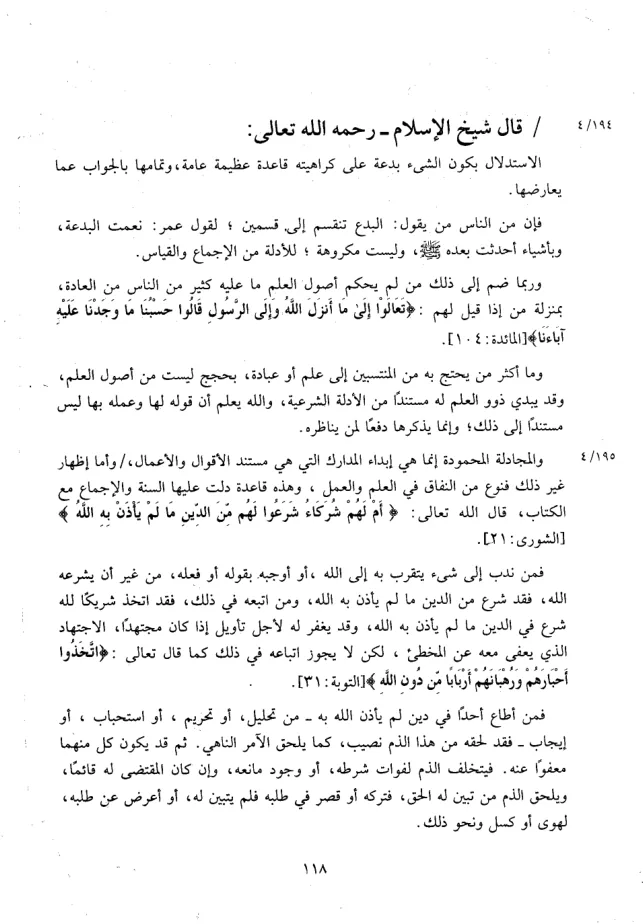 ٤/١٩٤
/ قال شيخ الإسلام ـ رحمه الله تعالى:
الاستدلال بكون الشىء بدعة على كراهيته قاعدة عظيمة عامة، وتمامها بالجواب عما
يعارضها.
فإن من الناس من يقول: البدع تنقسم إلى قسمين ؛ لقول عمر: نعمت البدعة،
وبأشياء أحدثت بعده ﷺ، وليست مكروهة ؛ للأدلة من الإجماع والقياس.
وربما ضم إلى ذلك من لم يحكم أصول العلم ما عليه كثير من الناس من العادة،
بمنزلة من إذا قيل لهم :﴿تَعَالَوْا إِلَىٰ مَا أَنزَلَ اللَّهُ وَإِلَى الرَّسُولِ قَالُوا حَسْبُنَا مَا وَجَدْنَا عَلَيْهِ
آبَاءَنَا﴾[المائدة:١٠٤].
وما أكثر من يحتج به من المنتسبين إلى علم أو عبادة، بحجج ليست من أصول العلم،
وقد يبدي ذوو العلم له مستندًا من الأدلة الشرعية، والله يعلم أن قوله لها وعمله بها ليس
مستندًا إلى ذلك؛ وإنما يذكرها دفعًا لمن يناظره.
٤/١٩٥
والمجادلة المحمودة إنما هي إبداء المدارك التي هي مستند الأقوال والأعمال،/وأما إظهار
غير ذلك فنوع من النفاق في العلم والعمل ، وهذه قاعدة دلت عليها السنة والإجماع مع
الكتاب، قال الله تعالى: ﴿ أَمْ لَهُمْ شُرَكَاءُ شَرَعُوا لَهُم مِّنَ الدِّينِ مَا لَمْ يَأْذَنْ بِهِ اللَّهُ ﴾
[الشورى:٢١].
فمن ندب إلى شىء يتقرب به إلى الله ،أو أوجبه بقوله أو فعله، من غير أن يشرعه
الله، فقد شرع من الدين ما لم يأذن به الله، ومن اتبعه في ذلك، فقد اتخذ شريكًا لله
شرع في الدين ما لم يأذن به الله، وقد يغفر له لأجل تأويل إذا كان مجتهدًا، الاجتهاد
الذي يعفى معه عن المخطئ ، لكن لا يجوز اتباعه في ذلك كما قال تعالى :﴿اتَّخَذُوا
أَحْبَارَهُمْ وَرُهْبَانَهُمْ أَرْبَابًا مِّن دُونِ اللَّهِ ﴾[التوبة:٣١].
فمن أطاع أحدًا في دين لم يأذن الله به ـ من تحليل، أو تحريم ، أو استحباب ، أو
إيجاب ـ فقد لحقه من هذا الذم نصيب، كما يلحق الآمر الناهي. ثم قد يكون كل منهما
معفوًا عنه. فيتخلف الذم لفوات شرطه، أو وجود مانعه، وإن كان المقتضى له قائمًا،
ويلحق الذم من تبين له الحق، فتركه أو قصر في طلبه فلم يتبين له، أو أعرض عن طلبه،
لهوى أو كسل ونحو ذلك.
١١٨